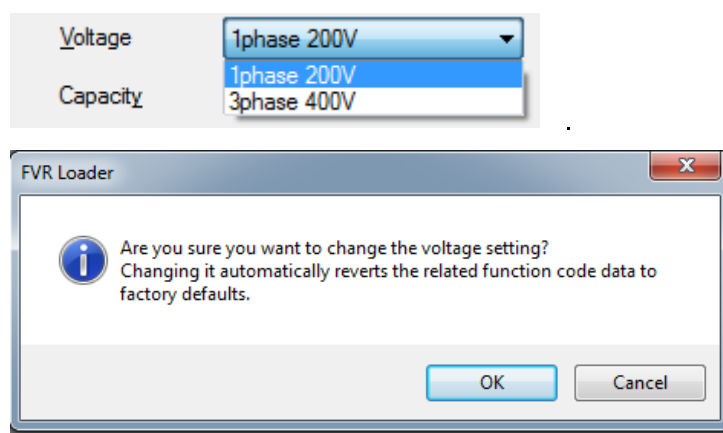 Voltage 1phase 200V
1phase 200V
Capacity 3phase 400V
.
FVR Loader
Are you sure you want to change the voltage setting?
Changing it automatically reverts the related function code data to
factory defaults.
OK Cancel